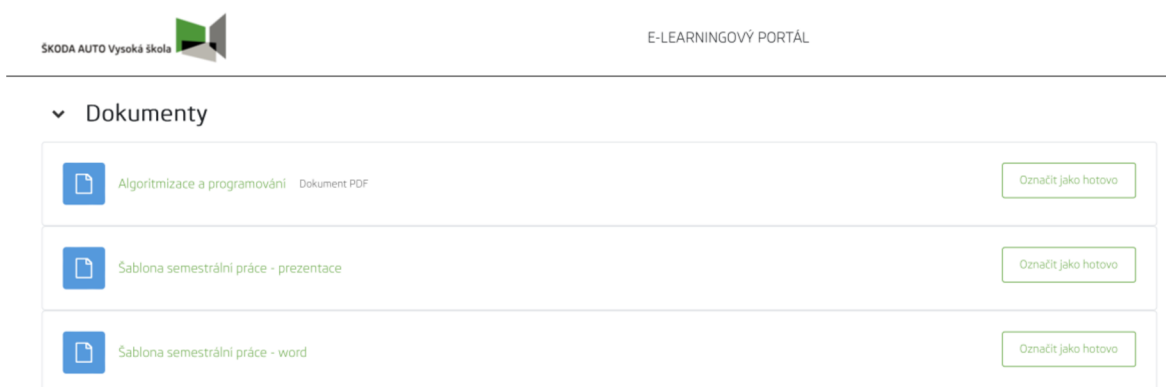 ŠKODA AUTO Vysoká škola
E-LEARNINGOVÝ PORTÁL
Dokumenty
Algoritmizace a programování Dokument PDF
Označit jako hotovo
Šablona semestrální práce - prezentace
Označit jako hotovo
Šablona semestrální práce - word
Označit jako hotovo